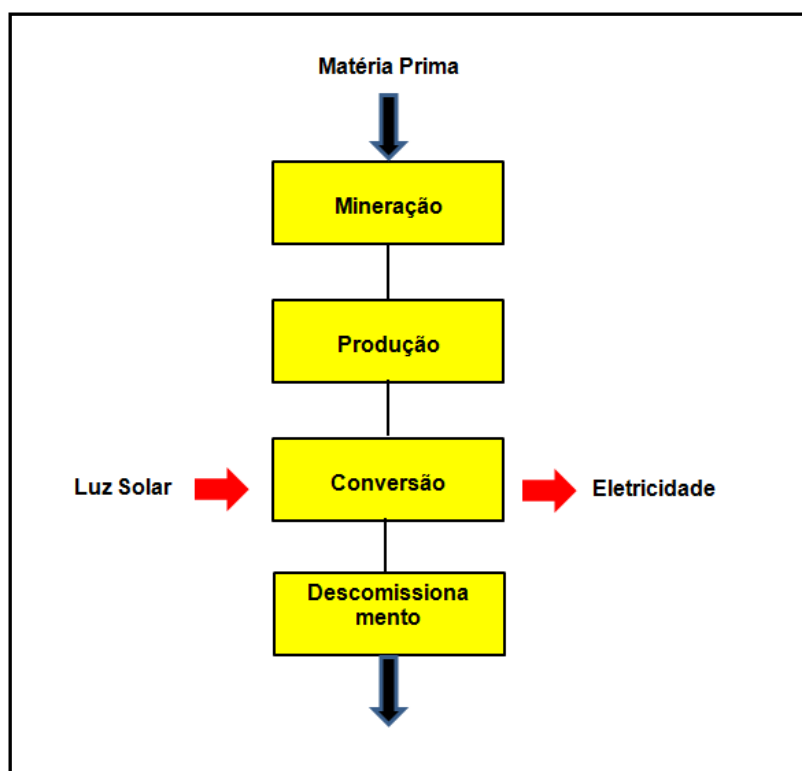 Matéria Prima
Mineração
Produção
Luz Solar
Conversão
Eletricidade
Descomissiona
mento